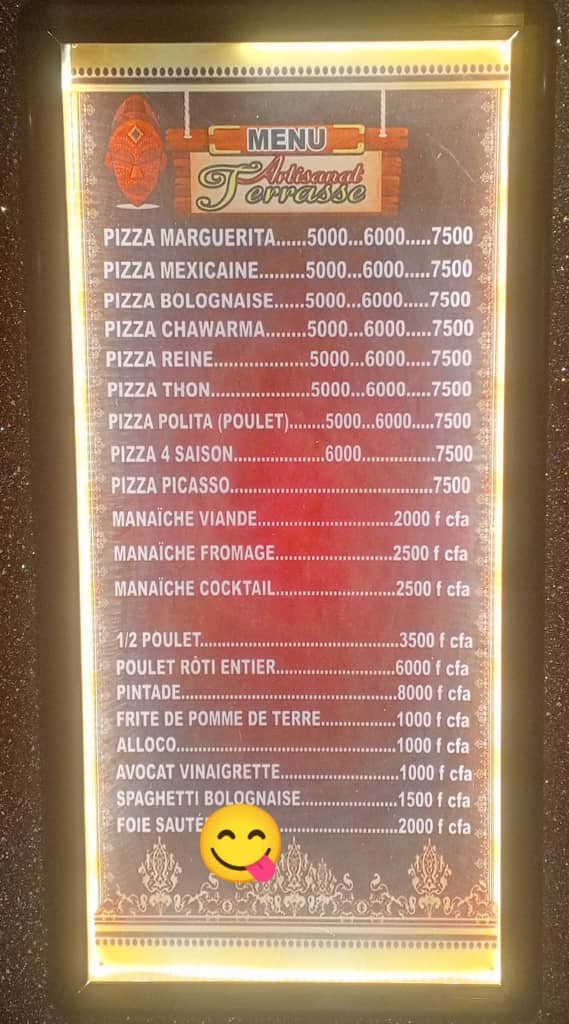 MENU
Artisanat
Terrasse
PIZZA MARGUERITA......5000...6000.....7500
PIZZA MEXICAINE.........5000...6000.....7500
PIZZA BOLOGNAISE......5000...6000.....7500
PIZZA CHAWARMA........5000...6000.....7500
PIZZA REINE..................5000...6000.....7500
PIZZA THON...................5000...6000.....7500
PIZZA POLITA (POULET)........5000...6000.....7500
PIZZA 4 SAISON....................6000................7500
PIZZA PICASSO............................................7500
MANAÏCHE VIANDE.............................2000 f cfa
MANAÏCHE FROMAGE.........................2500 f cfa
MANAÏCHE COCKTAIL..........................2500 f cfa
1/2 POULET...........................................3500 f cfa
POULET RÔTI ENTIER..........................6000 f cfa
PINTADE...............................................8000 f cfa
FRITE DE POMME DE TERRE................1000 f cfa
ALLOCO................................................1000 f cfa
AVOCAT VINAIGRETTE..........................1000 f cfa
SPAGHETTI BOLOGNAISE.....................1500 f cfa
FOIE SAUTÉ..........................2000 f cfa